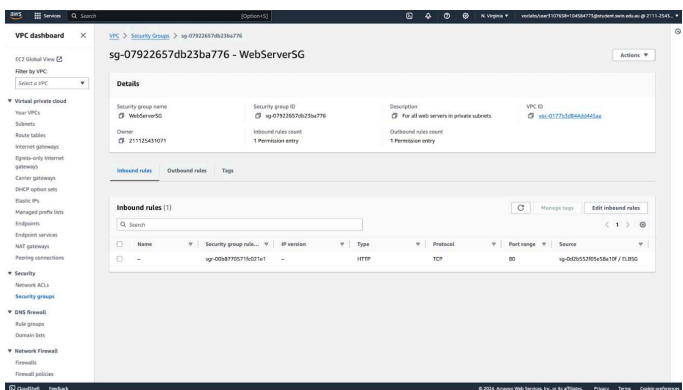 aws Services Search [Option+S] N. Virginia
VPC dashboard
EC2 Global View
Filter by VPC:
Select a VPC
Virtual private cloud
Your VPCs
Subnets
Route tables
Internet gateways
Egress-only internet gateways
Carrier gateways
DHCP option sets
Elastic IPs
Managed prefix lists
Endpoints
Endpoint services
NAT gateways
Peering connections
Security
Network ACLs
Security groups
DNS firewall
Rule groups
Domain lists
Network Firewall
Firewalls
Firewall policies
VPC > Security Groups > sg-07922657db23ba776
sg-07922657db23ba776 - WebServerSG
Actions
Details
Security group name
WebServerSG
Security group ID
sg-07922657db23ba776
Description
For all web servers in private subnets
VPC ID
Owner
211125431071
Inbound rules count
1 Permission entry
Outbound rules count
1 Permission entry
Inbound rules Outbound rules Tags
Inbound rules (1)
Manage tags Edit inbound rules
Search
1
Name Security group rule... IP version Type Protocol Port range Source
– sgr-00b8770571fc021e1 – HTTP TCP 80 sg-0d2b552f05e58a10f / ELBSG
CloudShell Feedback © 2024, Amazon Web Services, Inc. or its affiliates. Privacy Terms Cookie preferences